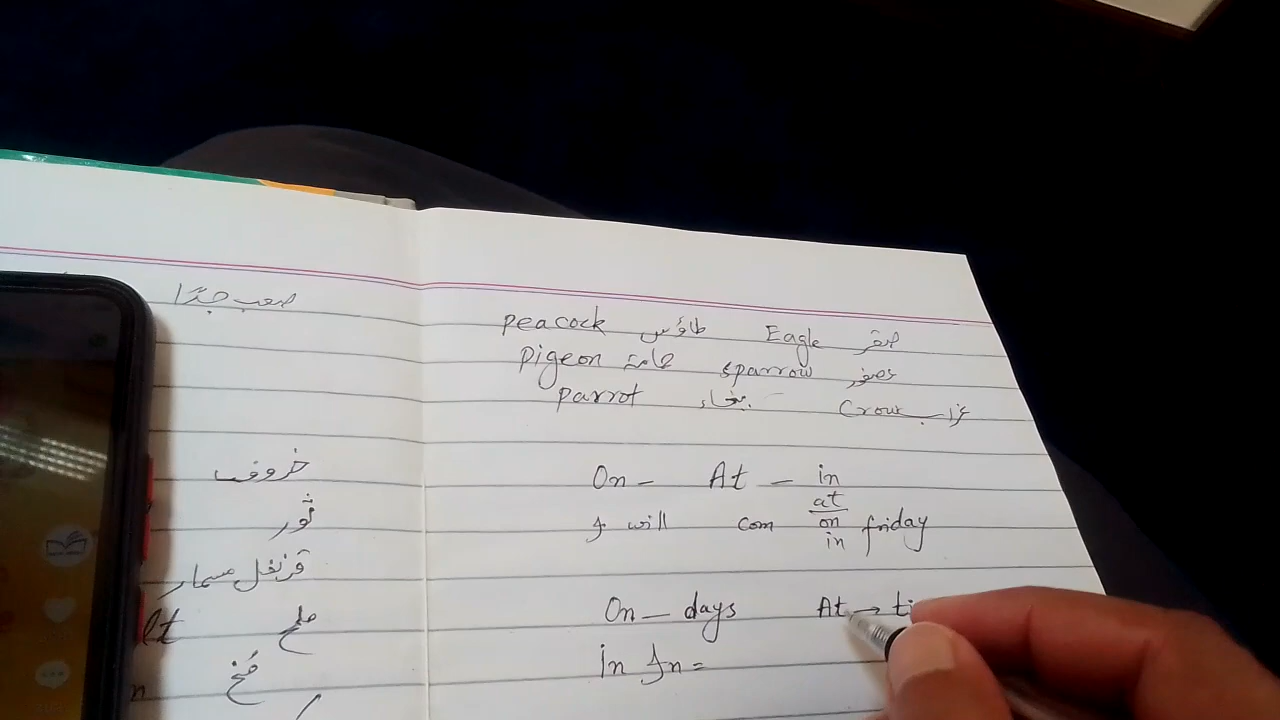 صعب جدًا
خروف
ثور
قرنفل مسمار
ملح
مُخ
peacock طاؤس Eagle صقر
pigeon حمامة sparrow عصفور
parrot ببغاء Crow غراب
On - At - in
at
I will com on friday
in
On - days At → ti
in In =